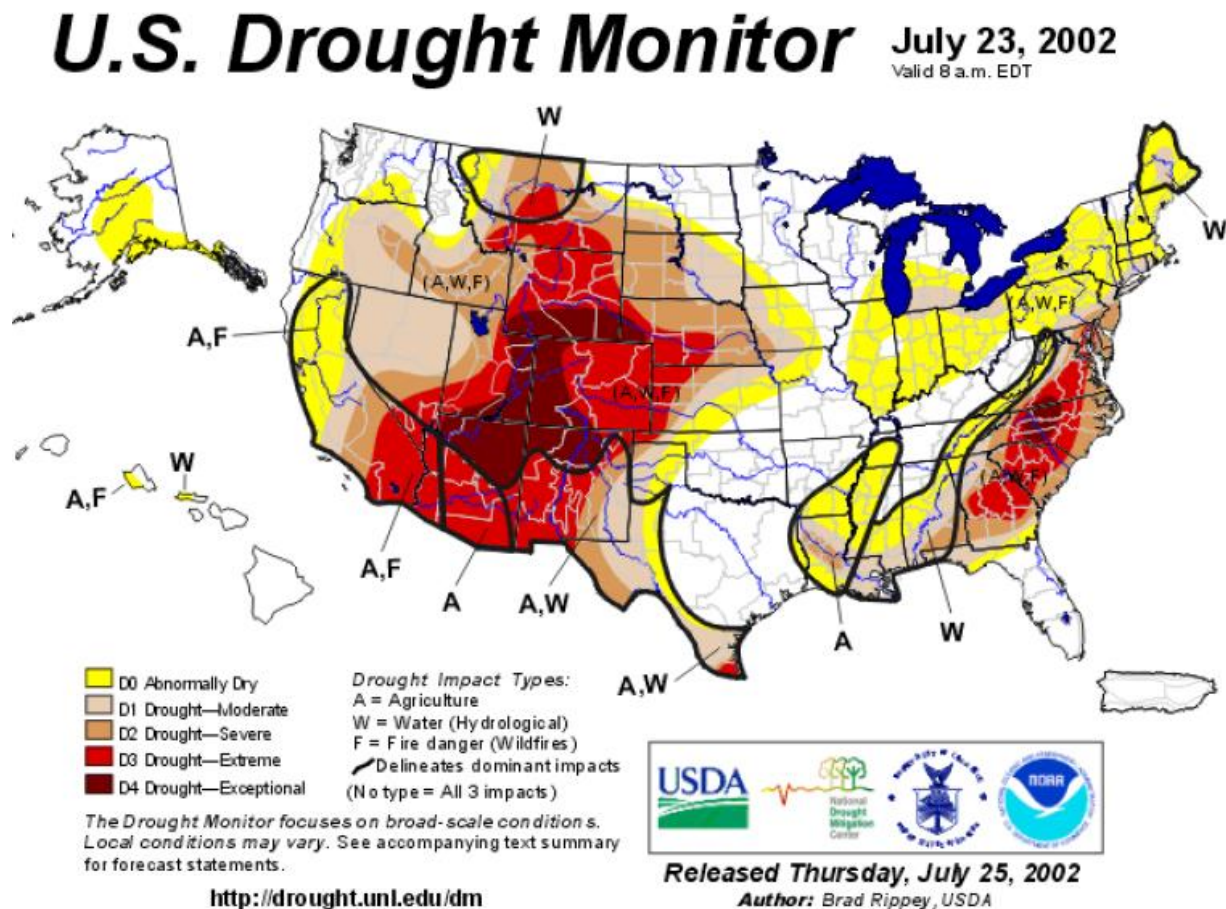 U.S. Drought Monitor
July 23, 2002
Valid 8 a.m. EDT
W
W
(A,W,F)
(A,W,F)
A,F
(A,W,F)
W
A,F
(A,W,F)
A,F
A
A,W
A
W
A,W
D0 Abnormally Dry
D1 Drought—Moderate
D2 Drought—Severe
D3 Drought—Extreme
D4 Drought—Exceptional
Drought Impact Types:
A = Agriculture
W = Water (Hydrological)
F = Fire danger (Wildfires)
Delineates dominant impacts
(No type = All 3 impacts)
The Drought Monitor focuses on broad-scale conditions.
Local conditions may vary. See accompanying text summary
for forecast statements.
http://drought.unl.edu/dm
USDA
National
Drought
Mitigation
Center
NOAA
Released Thursday, July 25, 2002
Author: Brad Rippey, USDA